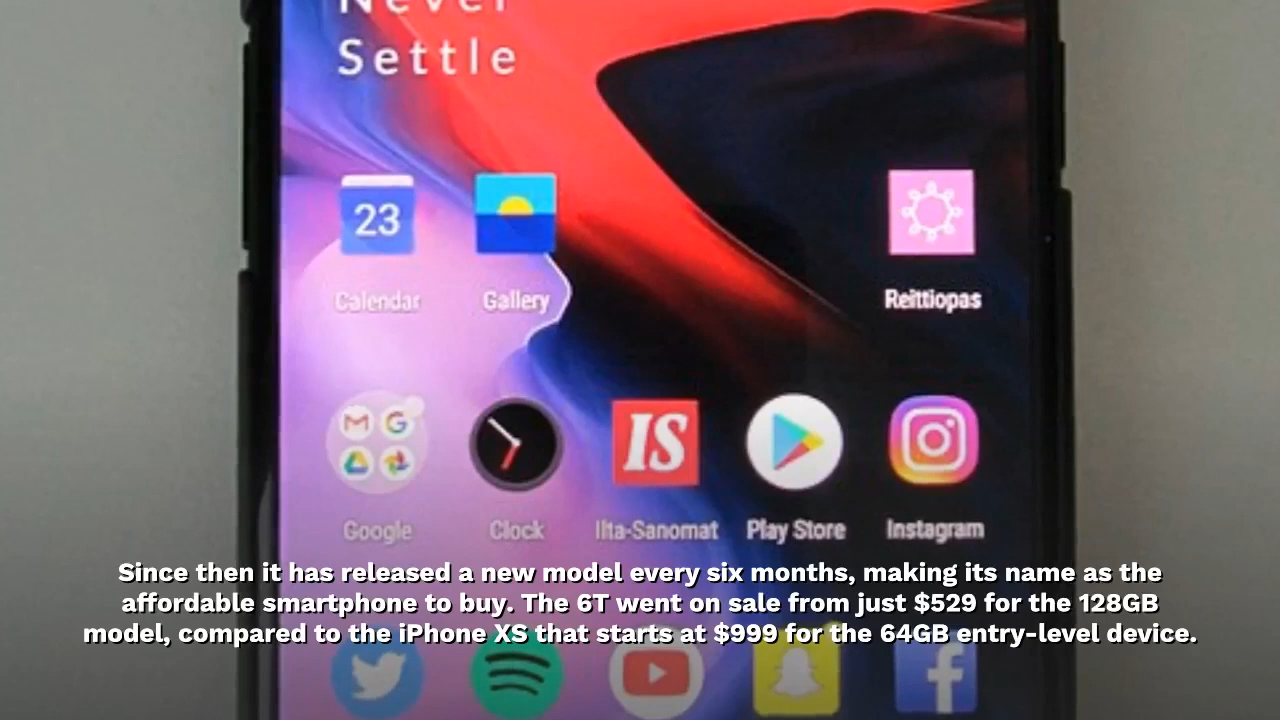 Never
Settle
23
Calendar
Gallery
Reittiopas
M G
IS
Google
Clock
Ilta-Sanomat
Play Store
Instagram
Since then it has released a new model every six months, making its name as the
affordable smartphone to buy. The 6T went on sale from just $529 for the 128GB
model, compared to the iPhone XS that starts at $999 for the 64GB entry-level device.
f